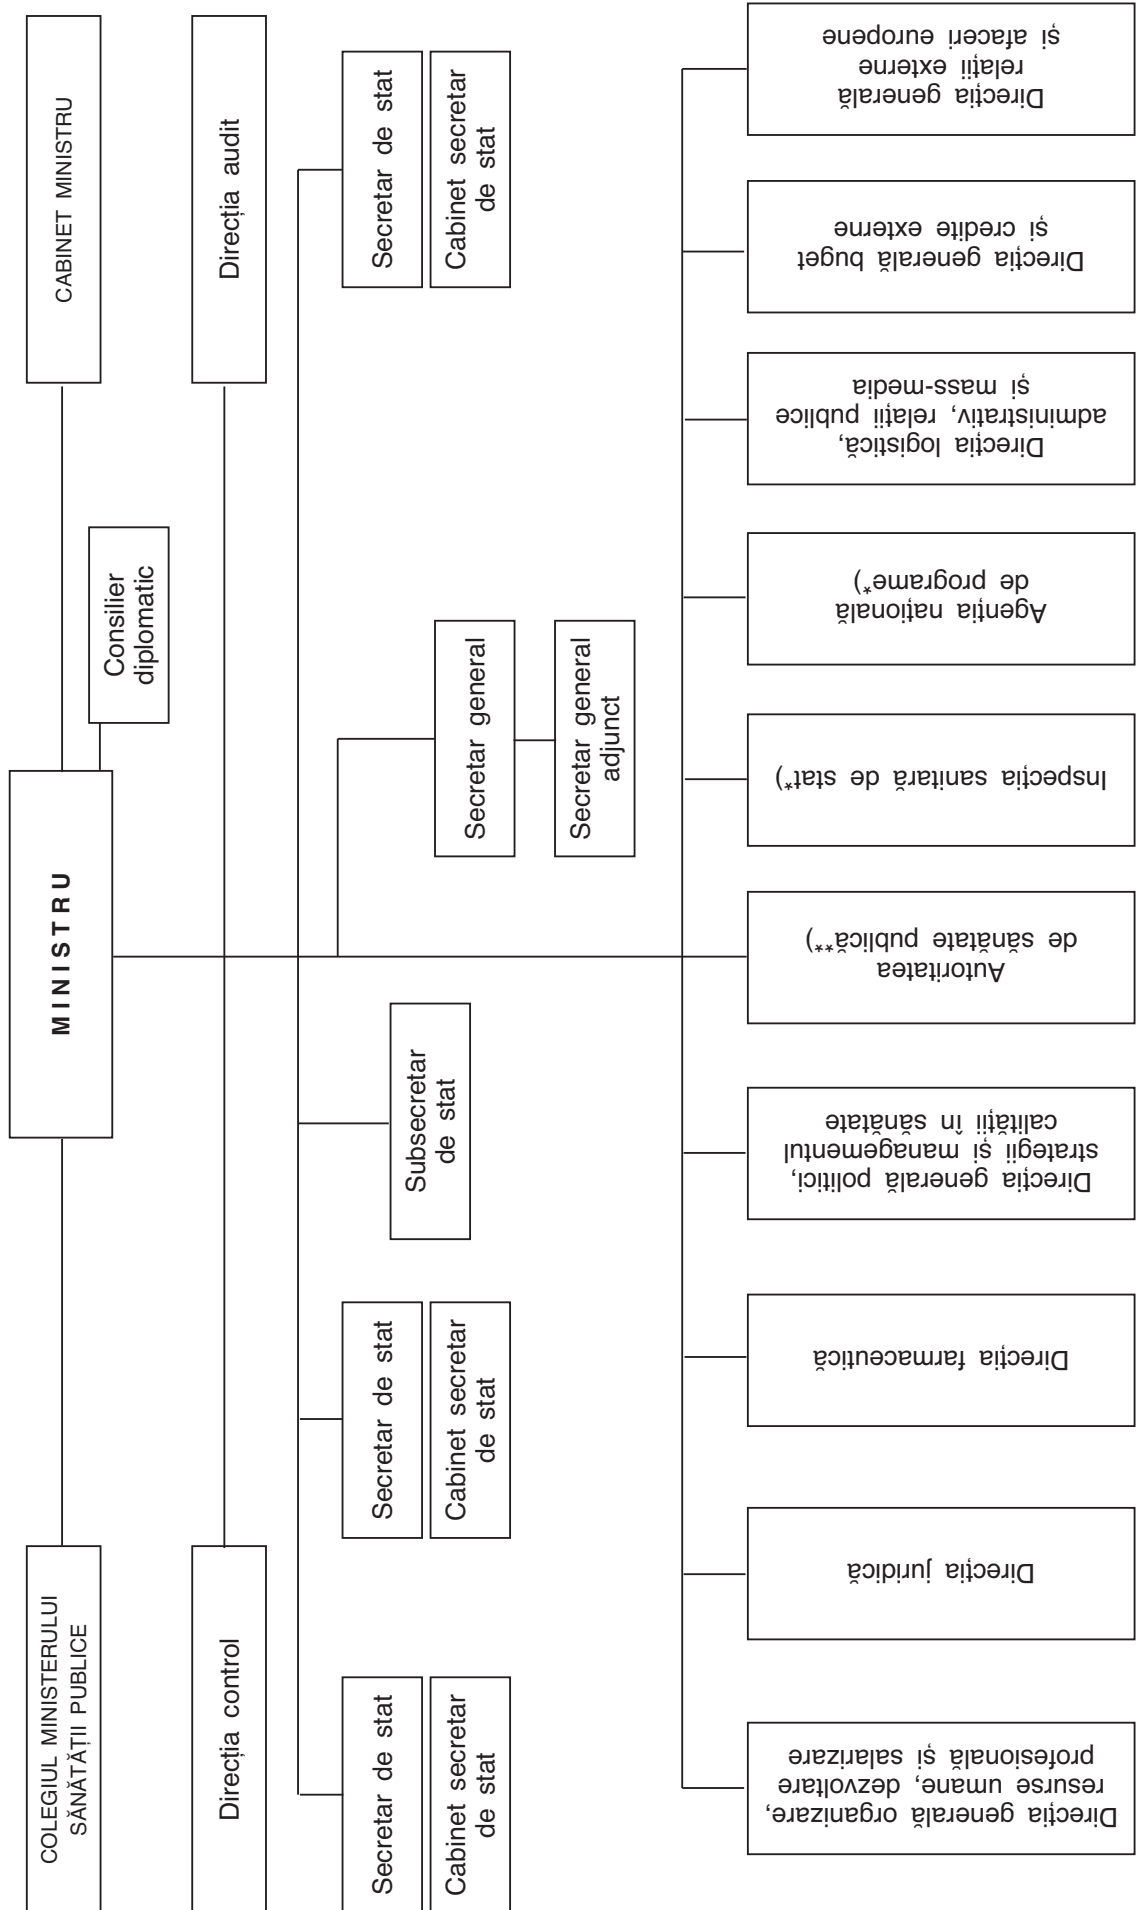 MINISTRU
COLEGIUL MINISTERULUI
SĂNĂTĂȚII PUBLICE
CABINET MINISTRU
Consilier
diplomatic
Direcția control
Direcția audit
Secretar de stat
Cabinet secretar
de stat
Secretar de stat
Cabinet secretar
de stat
Subsecretar
de stat
Secretar general
Secretar general
adjunct
Secretar de stat
Cabinet secretar
de stat
Direcția generală organizare,
resurse umane, dezvoltare
profesională și salarizare
Direcția juridică
Direcția farmaceutică
Direcția generală politici,
strategii și managementul
calității în sănătate
Autoritatea
de sănătate publică**)
Inspecția sanitară de stat*)
Agenția națională
de programe*)
Direcția logistică,
administrativ, relații publice
și mass-media
Direcția generală buget
și credite externe
Direcția generală
relații externe
și afaceri europene